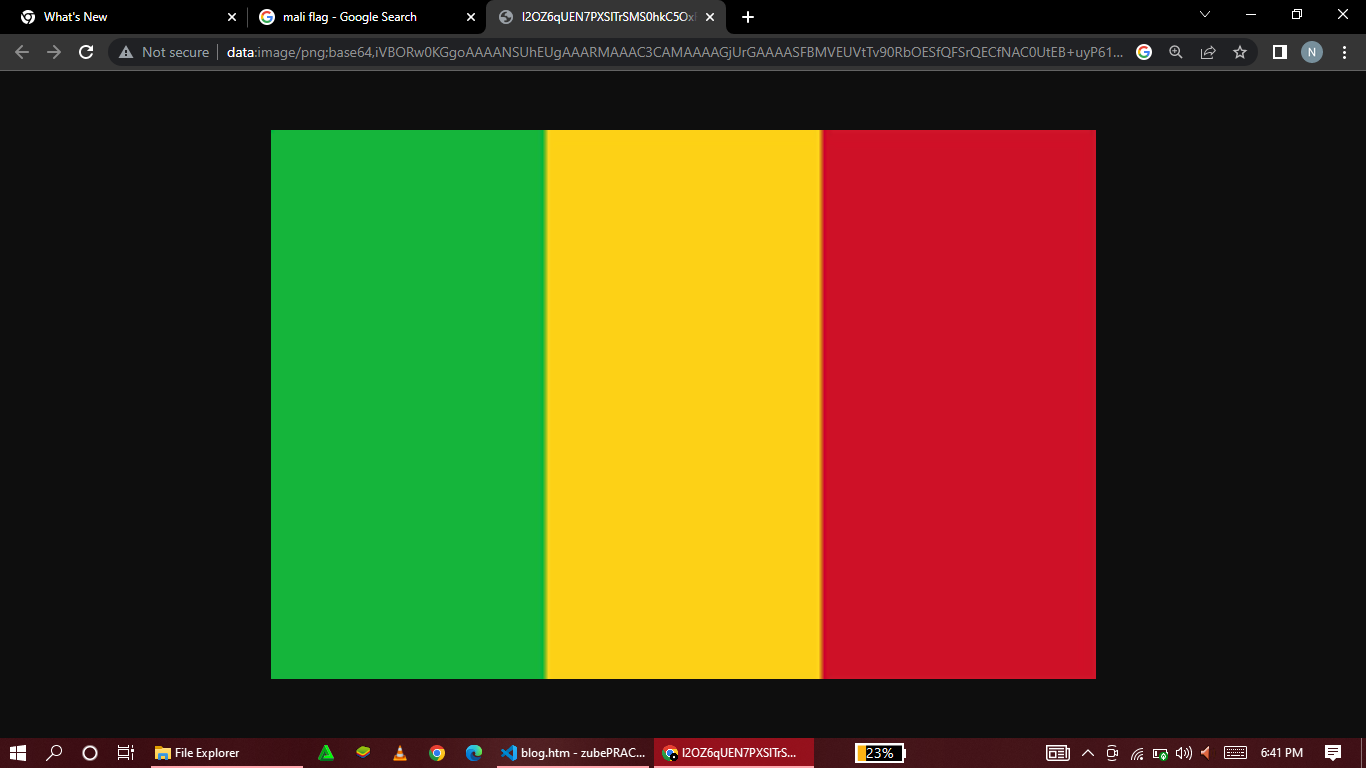 What's New
mali flag - Google Search
I2OZ6qUEN7PXSITrSMS0hkC5Ox
Not secure
data:image/png;base64,iVBORw0KGgoAAAANSUhEUgAAARMAAAC3CAMAAAAGjUrGAAAASFBMVEUVtTv90RbOESfQFSrQECfNAC0UtEB+uyP61...
N
File Explorer
blog.htm - zubePRAC...
I2OZ6qUEN7PXSITrS...
23%
6:41 PM